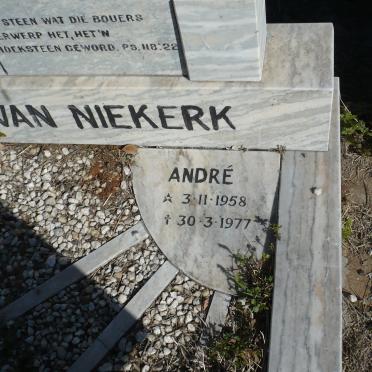 STEEN WAT DIE BOUERS
VERWERP HET, HET 'N
HOEKSTEEN GEWORD. PS. 118:22
VAN NIEKERK
ANDRÉ
* 3-11-1958
† 30-3-1977